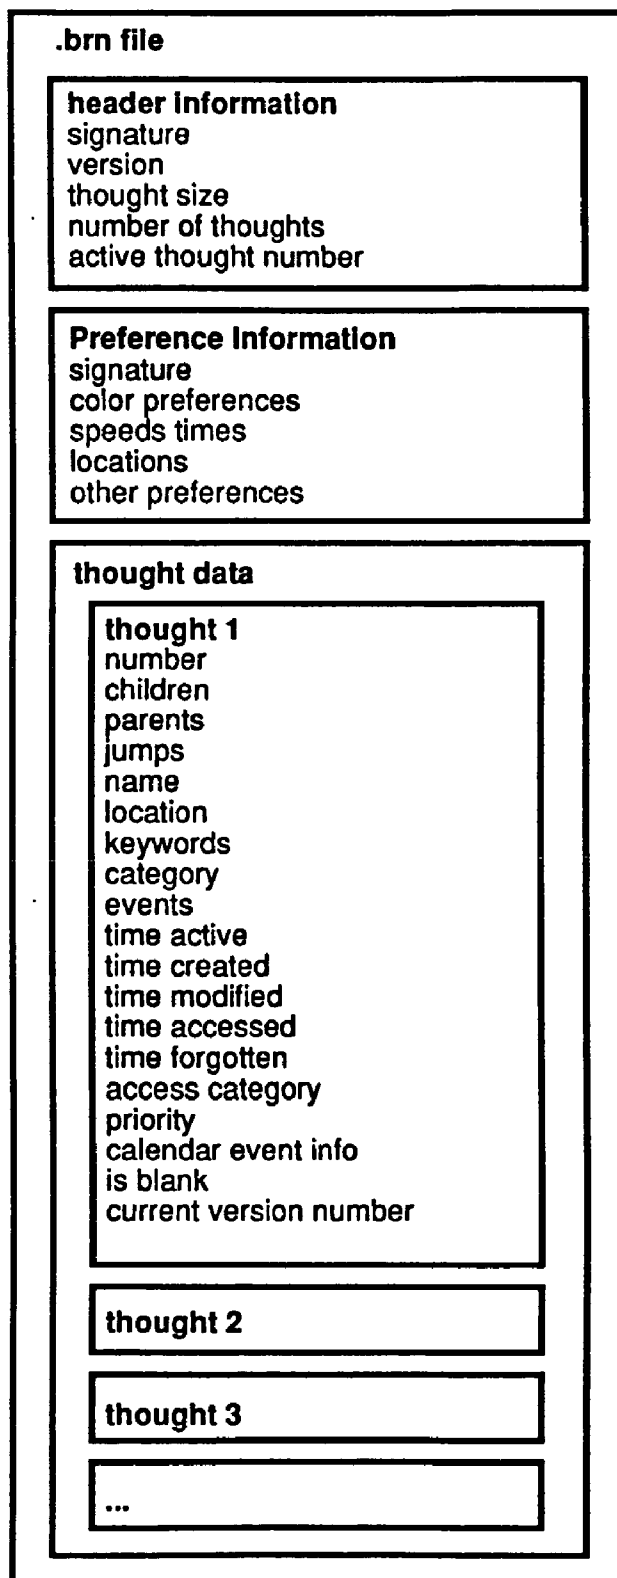 .brn file
header information
signature
version
thought size
number of thoughts
active thought number
Preference Information
signature
color preferences
speeds times
locations
other preferences
thought data
thought 1
number
children
parents
jumps
name
location
keywords
category
events
time active
time created
time modified
time accessed
time forgotten
access category
priority
calendar event info
is blank
current version number
thought 2
thought 3
...